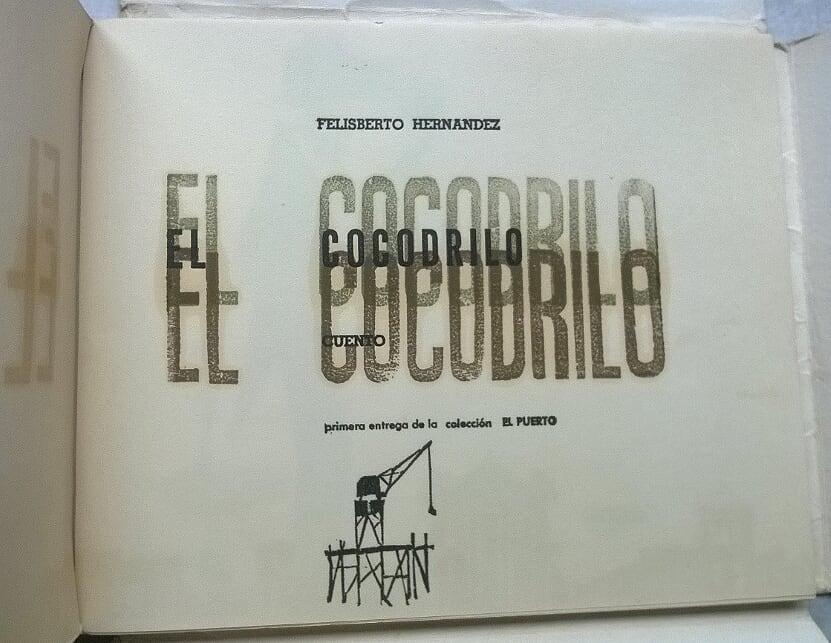 FELISBERTO HERNANDEZ
EL COCODRILO
EL COCODRILO
EL COCODRILO
CUENTO
primera entrega de la colección EL PUERTO